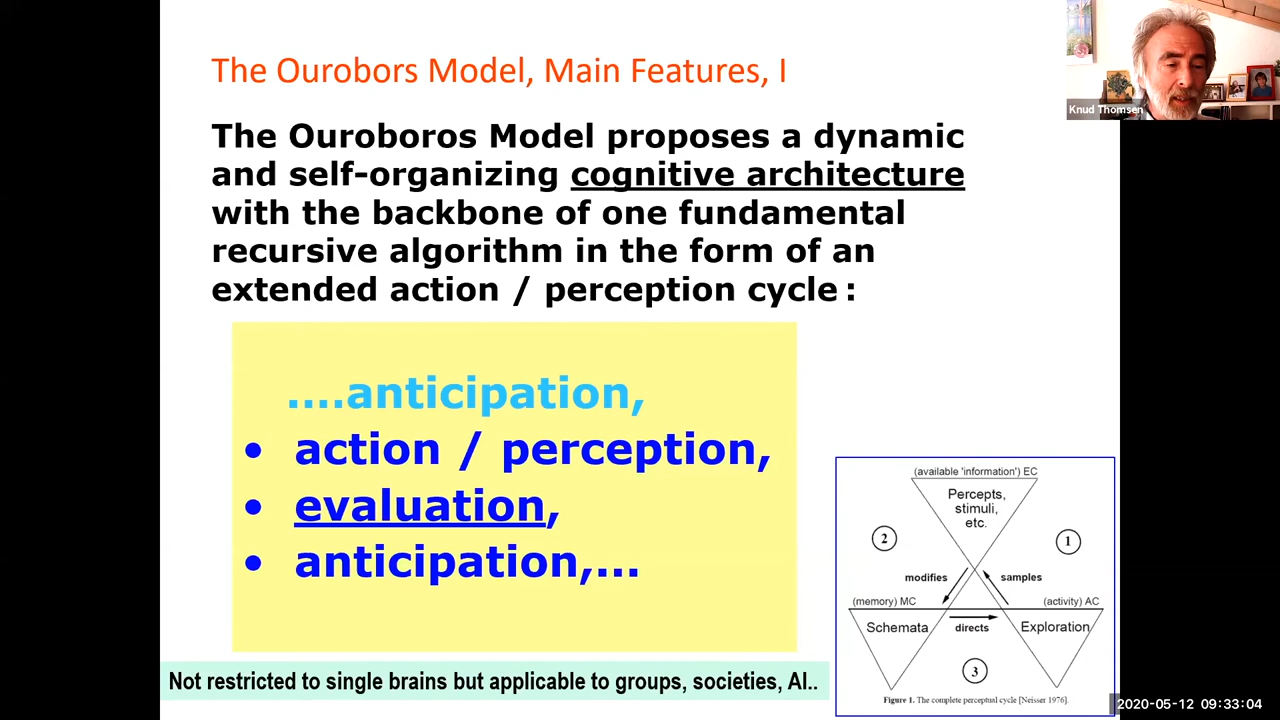 The Ourobors Model, Main Features, I
Knud Thomsen
The Ouroboros Model proposes a dynamic
and self-organizing cognitive architecture
with the backbone of one fundamental
recursive algorithm in the form of an
extended action / perception cycle :
....anticipation,
• action / perception,
• evaluation,
• anticipation,...
(available 'information') EC
Percepts,
stimuli,
etc.
2
1
modifies
samples
(memory) MC
(activity) AC
Schemata
directs
Exploration
3
Figure 1. The complete perceptual cycle [Neisser 1976].
Not restricted to single brains but applicable to groups, societies, AI..
2020-05-12 09:33:04